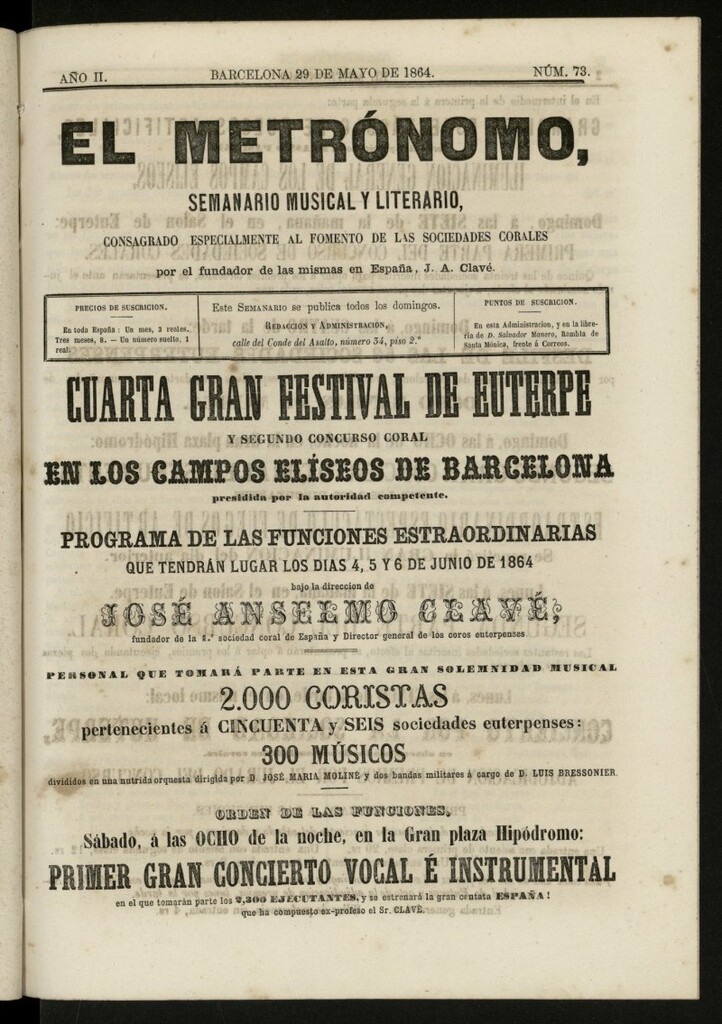 AÑO II. BARCELONA 29 DE MAYO DE 1864. NÚM. 73.
EL METRÓNOMO,
SEMANARIO MUSICAL Y LITERARIO,
CONSAGRADO ESPECIALMENTE AL FOMENTO DE LAS SOCIEDADES CORALES
por el fundador de las mismas en España, J. A. Clavé.
PRECIOS DE SUSCRICION.
En toda España: Un mes, 3 reales.
Tres meses, 8. — Un número suelto, 1
real.
Este SEMANARIO se publica todos los domingos.
REDACCION Y ADMINISTRACION,
calle del Conde del Asalto, número 34, piso 2.º
PUNTOS DE SUSCRICION.
En esta Administracion, y en la libre-
ria de D. Salvador Manero, Rambla de
Santa Mónica, frente á Correos.
CUARTA GRAN FESTIVAL DE EUTERPE
Y SEGUNDO CONCURSO CORAL
EN LOS CAMPOS ELÍSEOS DE BARCELONA
presidida por la autoridad competente.
PROGRAMA DE LAS FUNCIONES ESTRAORDINARIAS
QUE TENDRÁN LUGAR LOS DIAS 4, 5 Y 6 DE JUNIO DE 1864
bajo la direccion de
JOSÉ ANSELMO CLAVÉ,
fundador de la 1.ª sociedad coral de España y Director general de los coros euterpenses
PERSONAL QUE TOMARÁ PARTE EN ESTA GRAN SOLEMNIDAD MUSICAL
2.000 CORISTAS
pertenecientes á CINCUENTA y SEIS sociedades euterpenses:
300 MÚSICOS
divididos en una nutrida orquesta dirigida por D. JOSÉ MARIA MOLINÉ y dos bandas militares á cargo de D. LUIS BRESSONIER.
ORDEN DE LAS FUNCIONES.
Sábado, á las OCHO de la noche, en la Gran plaza Hipódromo:
PRIMER GRAN CONCIERTO VOCAL É INSTRUMENTAL
en el que tomarán parte los 2,300 EJECUTANTES, y se estrenará la gran cantata ESPAÑA!
que ha compuesto ex-profeso el Sr. CLAVÉ.